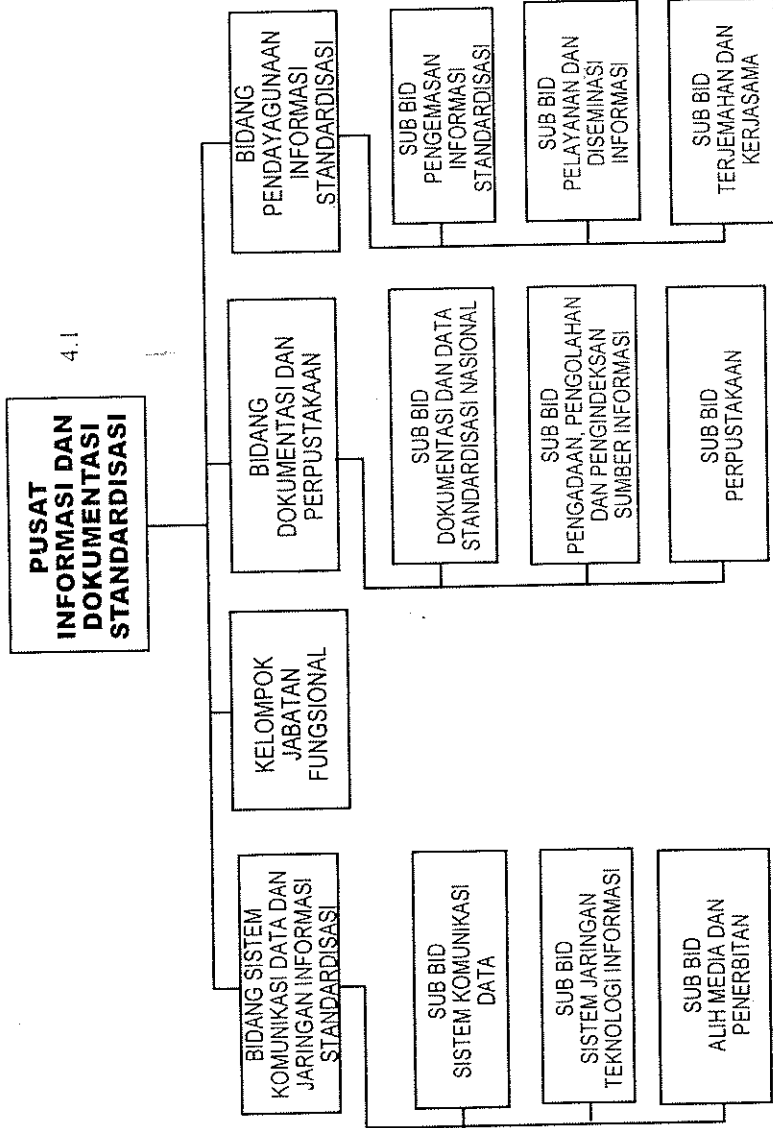 4.1
PUSAT
INFORMASI DAN
DOKUMENTASI
STANDARDISASI
BIDANG SISTEM
KOMUNIKASI DATA DAN
JARINGAN INFORMASI
STANDARDISASI
SUB BID
SISTEM KOMUNIKASI
DATA
SUB BID
SISTEM JARINGAN
TEKNOLOGI INFORMASI
SUB BID
ALIH MEDIA DAN
PENERBITAN
KELOMPOK
JABATAN
FUNGSIONAL
BIDANG
DOKUMENTASI DAN
PERPUSTAKAAN
SUB BID
DOKUMENTASI DAN DATA
STANDARDISASI NASIONAL
SUB BID
PENGADAAN, PENGOLAHAN
DAN PENGINDEKSAN
SUMBER INFORMASI
SUB BID
PERPUSTAKAAN
BIDANG
PENDAYAGUNAAN
INFORMASI
STANDARDISASI
SUB BID
PENGEMASAN
INFORMASI
STANDARDISASI
SUB BID
PELAYANAN DAN
DISEMINASI
INFORMASI
SUB BID
TERJEMAHAN DAN
KERJASAMA